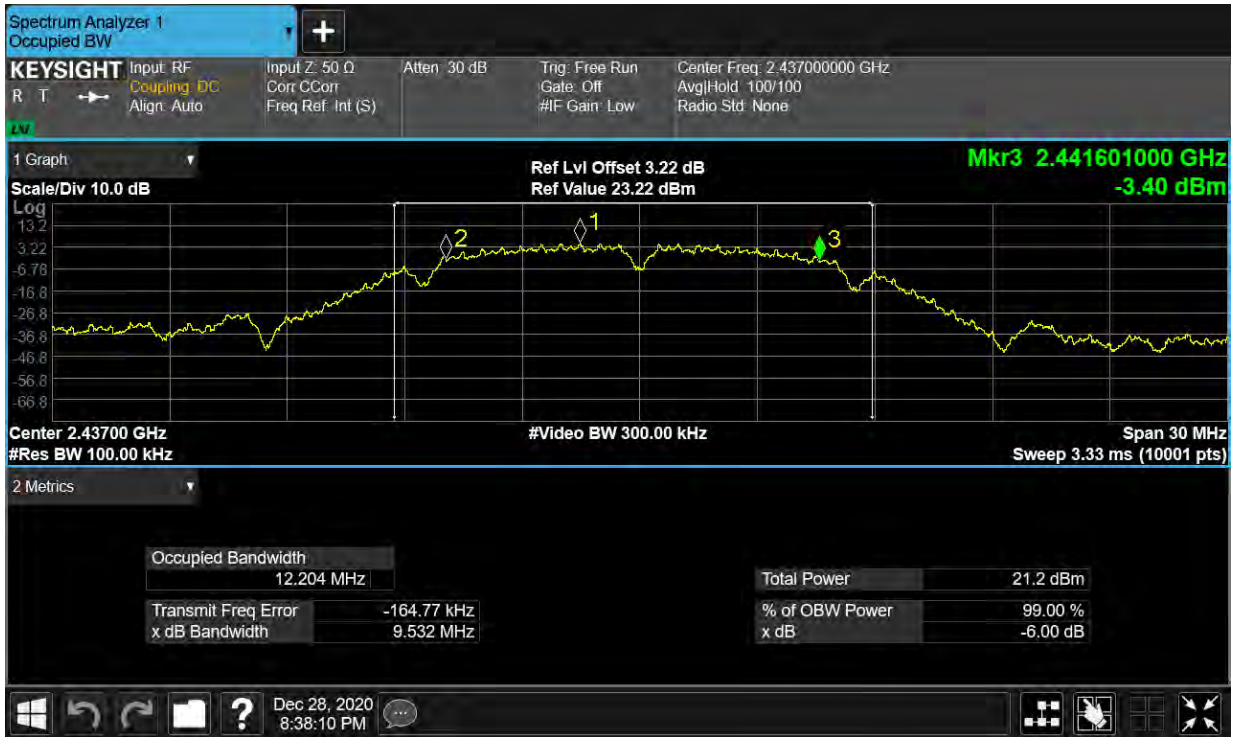 Spectrum Analyzer 1
Occupied BW
+
KEYSIGHT Input: RF Input Z: 50 Ω Atten: 30 dB Trig: Free Run Center Freq: 2.437000000 GHz
R T Coupling: DC Corr CCorr Gate: Off Avg|Hold: 100/100
Align: Auto Freq Ref: Int (S) #IF Gain: Low Radio Std: None
LXI
1 Graph Ref Lvl Offset 3.22 dB Mkr3 2.441601000 GHz
Scale/Div 10.0 dB Ref Value 23.22 dBm -3.40 dBm
Log
13.2
1
3.22
2
3
-6.78
-16.8
-26.8
-36.8
-46.8
-56.8
-66.8
Center 2.43700 GHz #Video BW 300.00 kHz Span 30 MHz
#Res BW 100.00 kHz Sweep 3.33 ms (10001 pts)
2 Metrics
Occupied Bandwidth
12.204 MHz Total Power 21.2 dBm
Transmit Freq Error -164.77 kHz % of OBW Power 99.00 %
x dB Bandwidth 9.532 MHz x dB -6.00 dB
? Dec 28, 2020
8:38:10 PM